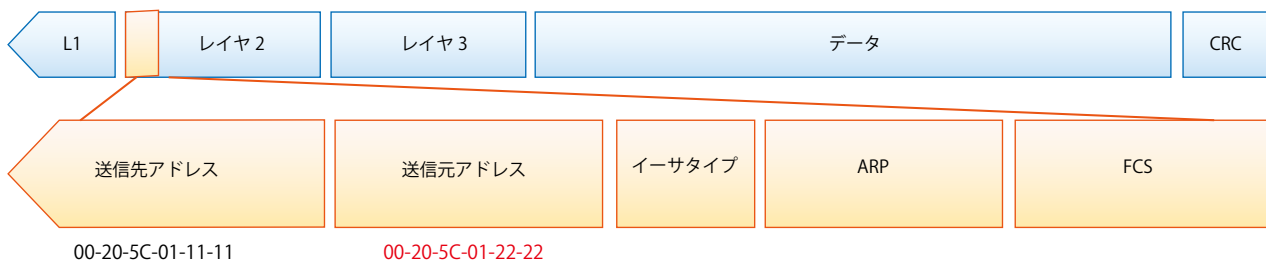 L1
レイヤ 2
レイヤ 3
データ
CRC
送信先アドレス
送信元アドレス
イーサタイプ
ARP
FCS
00-20-5C-01-11-11
00-20-5C-01-22-22